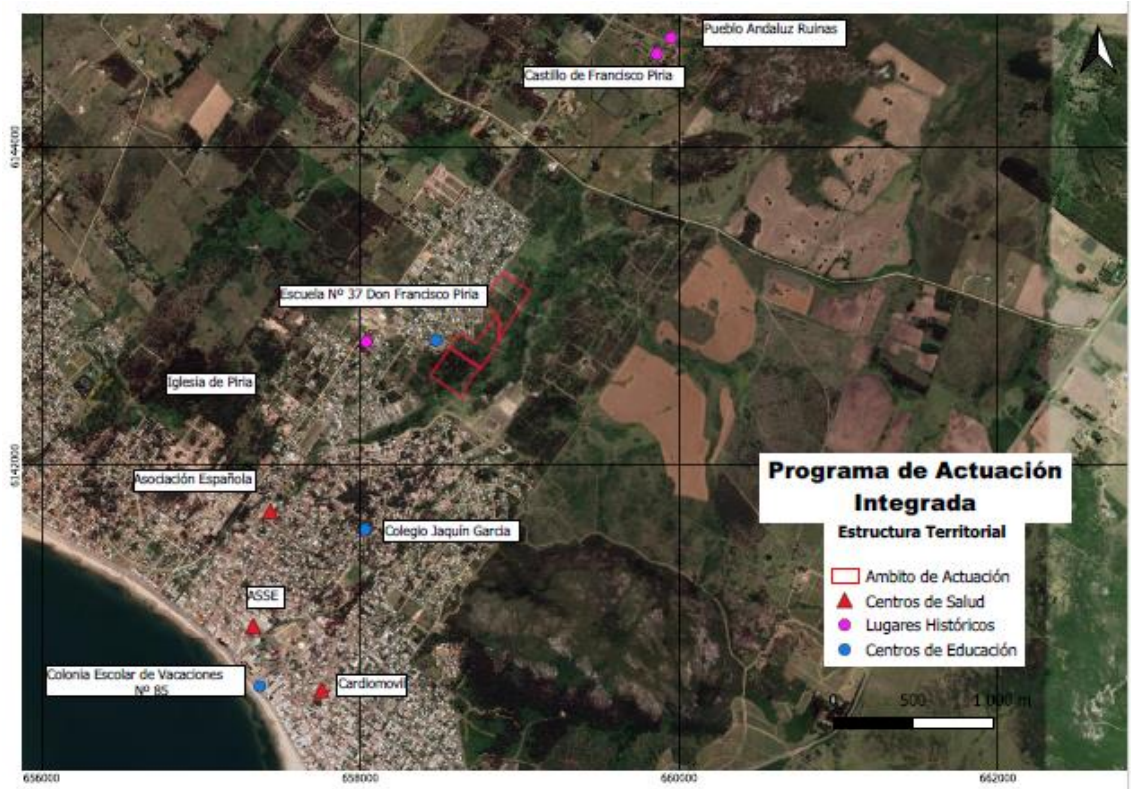 Pueblo Andaluz Ruinas
Castillo de Francisco Piria
6144000
Escuela Nº 37 Don Francisco Piria
Iglesia de Piria
6142000
Asociación Española
Colegio Jaquín Garcia
ASSE
Colonia Escolar de Vacaciones
Nº 85
Cardiomovil
Programa de Actuación
Integrada
Estructura Territorial
Ambito de Actuación
Centros de Salud
Lugares Históricos
Centros de Educación
0 500 1.000 m
656000 658000 660000 662000